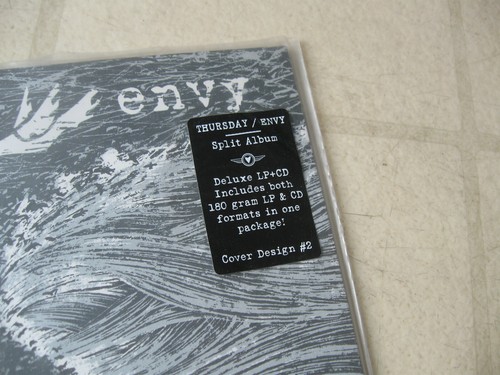 envy
THURSDAY / ENVY
Split Album
Deluxe LP+CD
Includes both
180 gram LP & CD
formats in one
package!
Cover Design #2